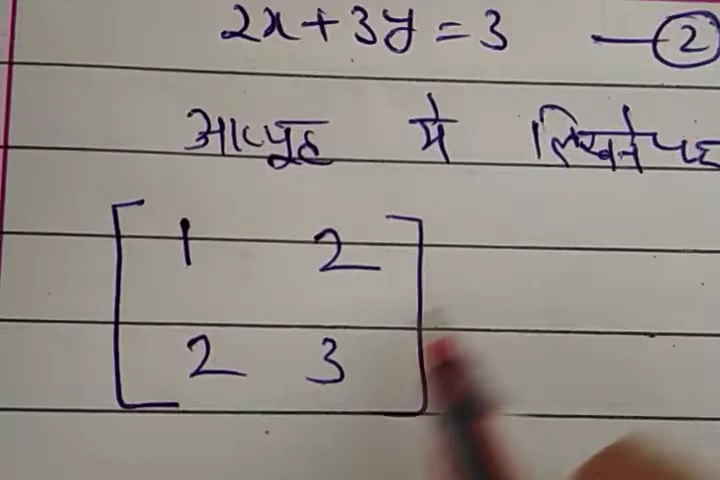 2x+3y=3 — 2
आव्यूह में लिखने पर
1 2
2 3